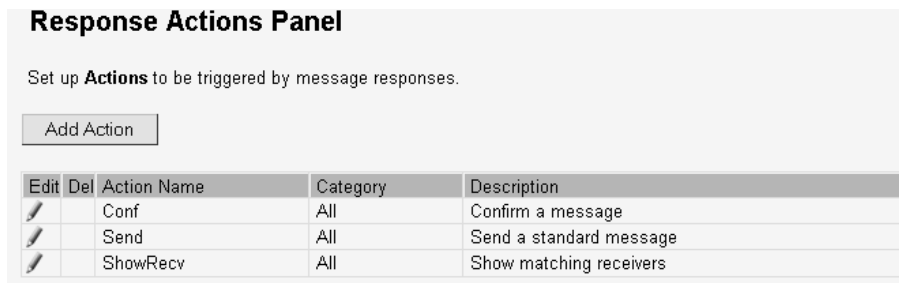 Response Actions Panel
Set up Actions to be triggered by message responses.
Add Action
Edit Del Action Name Category Description
Conf All Confirm a message
Send All Send a standard message
ShowRecv All Show matching receivers